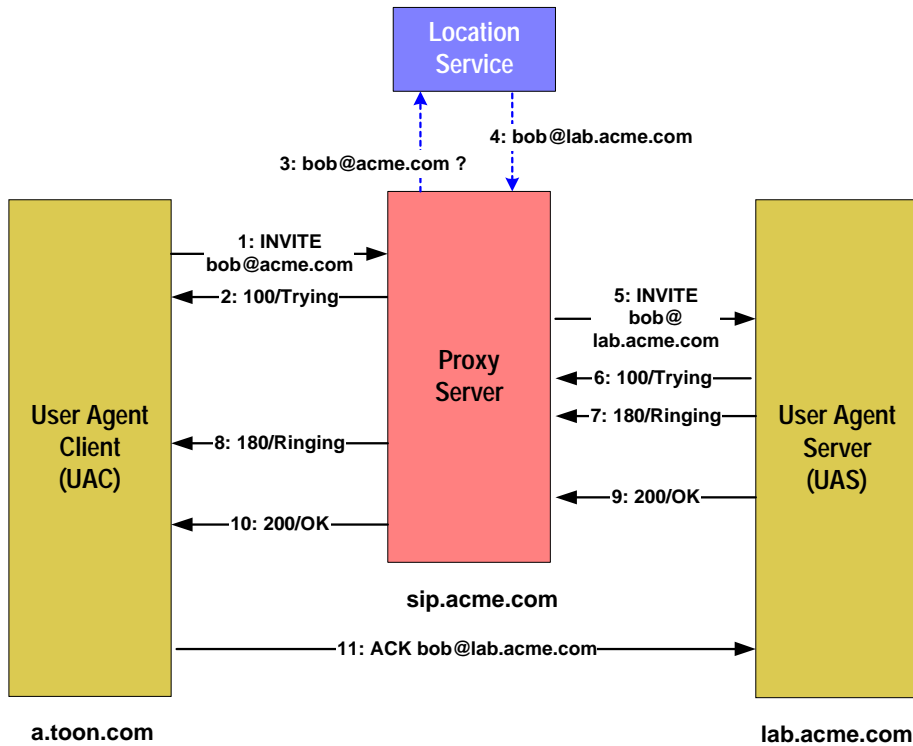 Location
Service
4: bob@lab.acme.com
3: bob@acme.com ?
1: INVITE
bob@acme.com
2: 100/Trying
5: INVITE
bob@
lab.acme.com
Proxy
Server
6: 100/Trying
7: 180/Ringing
User Agent
Client
(UAC)
8: 180/Ringing
User Agent
Server
(UAS)
9: 200/OK
10: 200/OK
sip.acme.com
11: ACK bob@lab.acme.com
a.toon.com
lab.acme.com